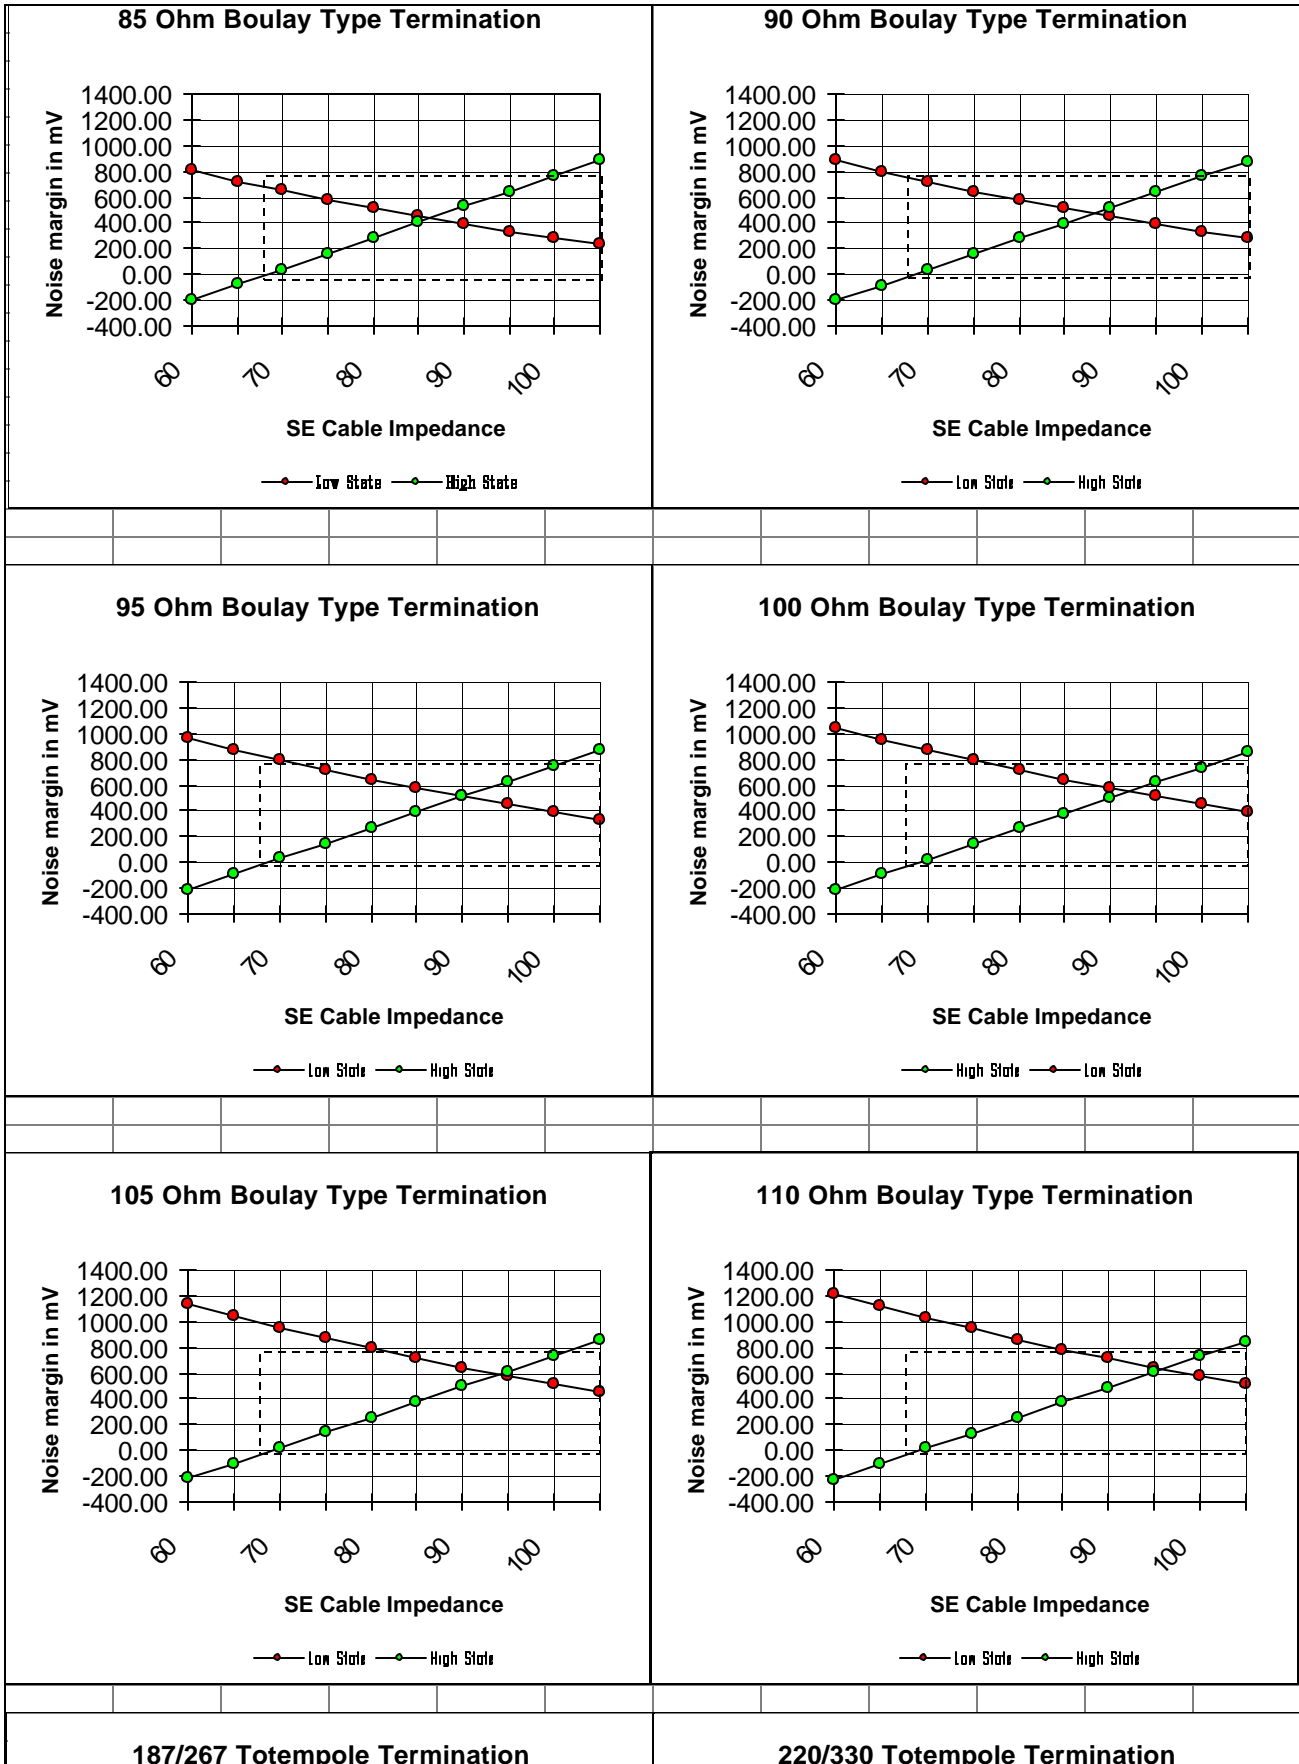 85 Ohm Boulay Type Termination
Noise margin in mV
1400.00
1200.00
1000.00
800.00
600.00
400.00
200.00
0.00
-200.00
-400.00
60 70 80 90 100
SE Cable Impedance
Low State High State
90 Ohm Boulay Type Termination
Noise margin in mV
1400.00
1200.00
1000.00
800.00
600.00
400.00
200.00
0.00
-200.00
-400.00
60 70 80 90 100
SE Cable Impedance
Low State High State
95 Ohm Boulay Type Termination
Noise margin in mV
1400.00
1200.00
1000.00
800.00
600.00
400.00
200.00
0.00
-200.00
-400.00
60 70 80 90 100
SE Cable Impedance
Low State High State
100 Ohm Boulay Type Termination
Noise margin in mV
1400.00
1200.00
1000.00
800.00
600.00
400.00
200.00
0.00
-200.00
-400.00
60 70 80 90 100
SE Cable Impedance
High State Low State
105 Ohm Boulay Type Termination
Noise margin in mV
1400.00
1200.00
1000.00
800.00
600.00
400.00
200.00
0.00
-200.00
-400.00
60 70 80 90 100
SE Cable Impedance
Low State High State
110 Ohm Boulay Type Termination
Noise margin in mV
1400.00
1200.00
1000.00
800.00
600.00
400.00
200.00
0.00
-200.00
-400.00
60 70 80 90 100
SE Cable Impedance
Low State High State
187/267 Totempole Termination
220/330 Totempole Termination